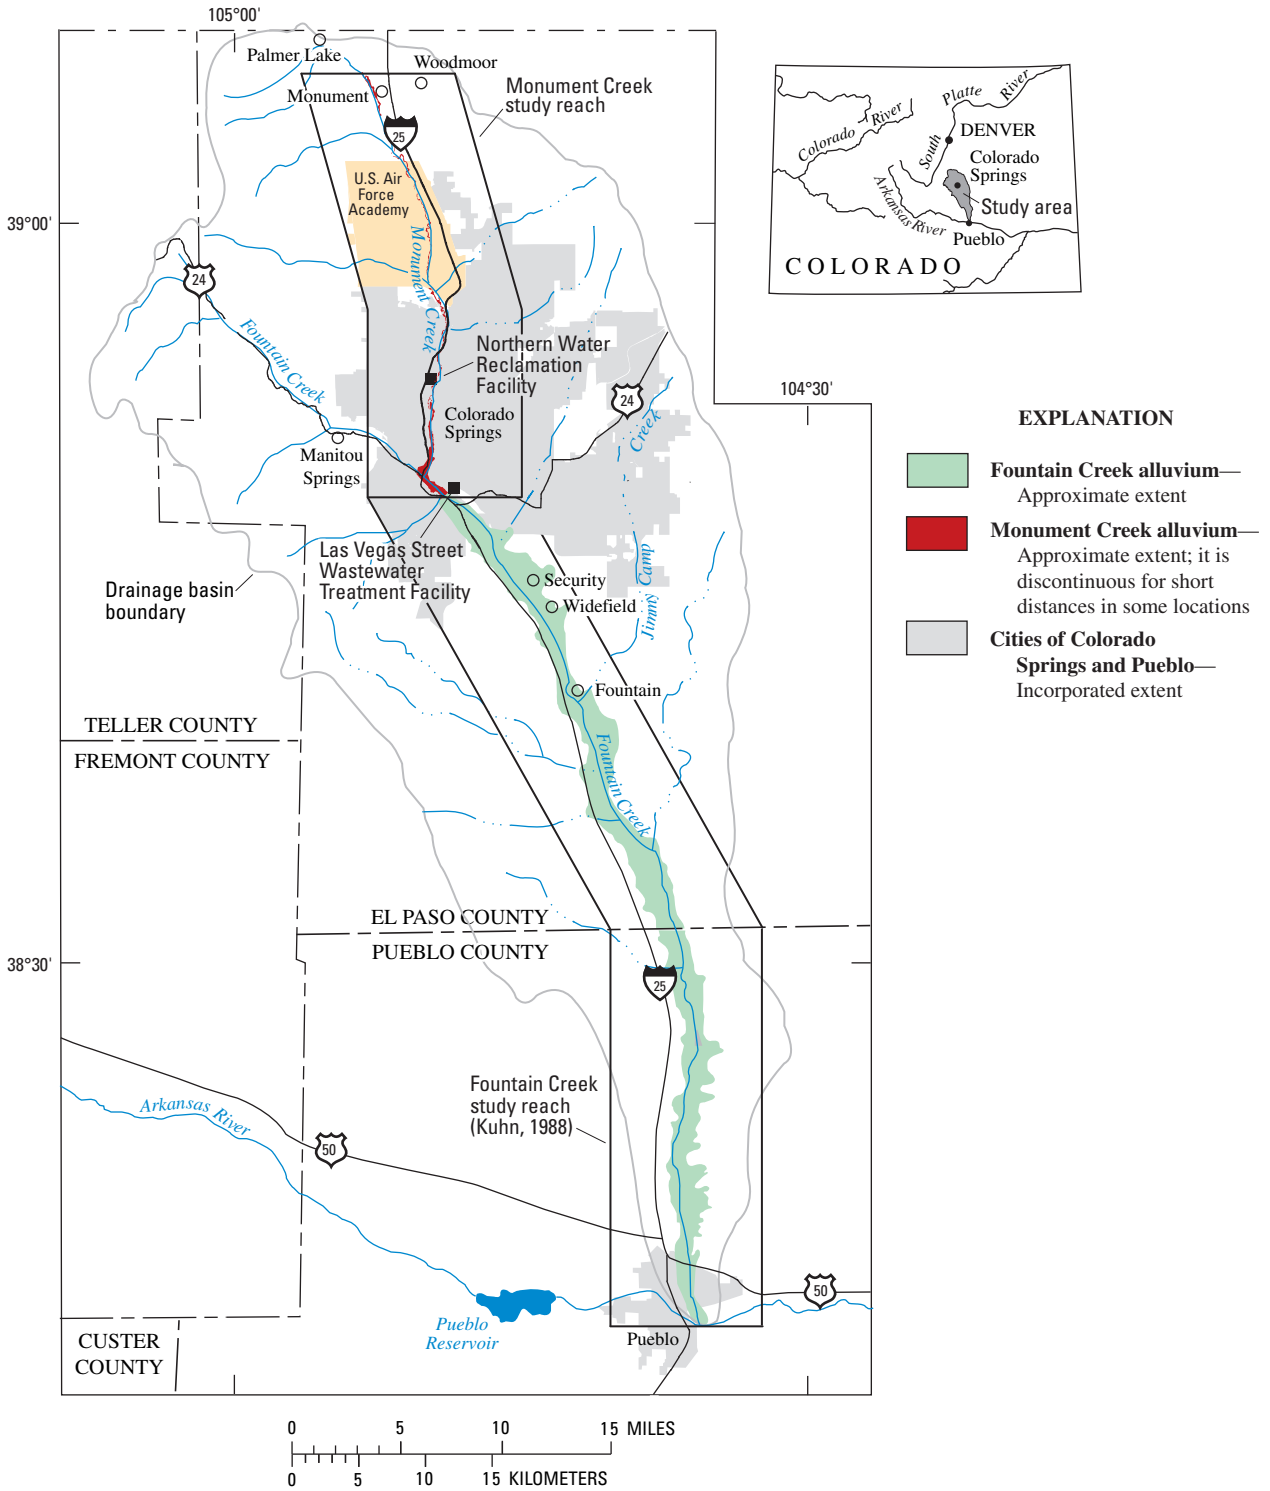 105°00'
Palmer Lake
Woodmoor
Monument
Monument Creek
study reach
25
U.S. Air
Force
Academy
39°00'
Monument Creek
24
Fountain Creek
Northern Water
Reclamation
Facility
24
Colorado
Springs
Creek
Manitou
Springs
104°30'
Las Vegas Street
Wastewater
Treatment Facility
Drainage basin
boundary
Security
Widefield
Jimmy Camp
Fountain
TELLER COUNTY
FREMONT COUNTY
Fountain Creek
EL PASO COUNTY
PUEBLO COUNTY
38°30'
25
Fountain Creek
study reach
(Kuhn, 1988)
Arkansas River
50
50
Pueblo
Reservoir
Pueblo
CUSTER
COUNTY
0 5 10 15 MILES
0 5 10 15 KILOMETERS
Colorado River
South Platte River
DENVER
Colorado
Springs
Arkansas River
Study area
Pueblo
COLORADO
EXPLANATION
Fountain Creek alluvium—
Approximate extent
Monument Creek alluvium—
Approximate extent; it is
discontinuous for short
distances in some locations
Cities of Colorado
Springs and Pueblo—
Incorporated extent